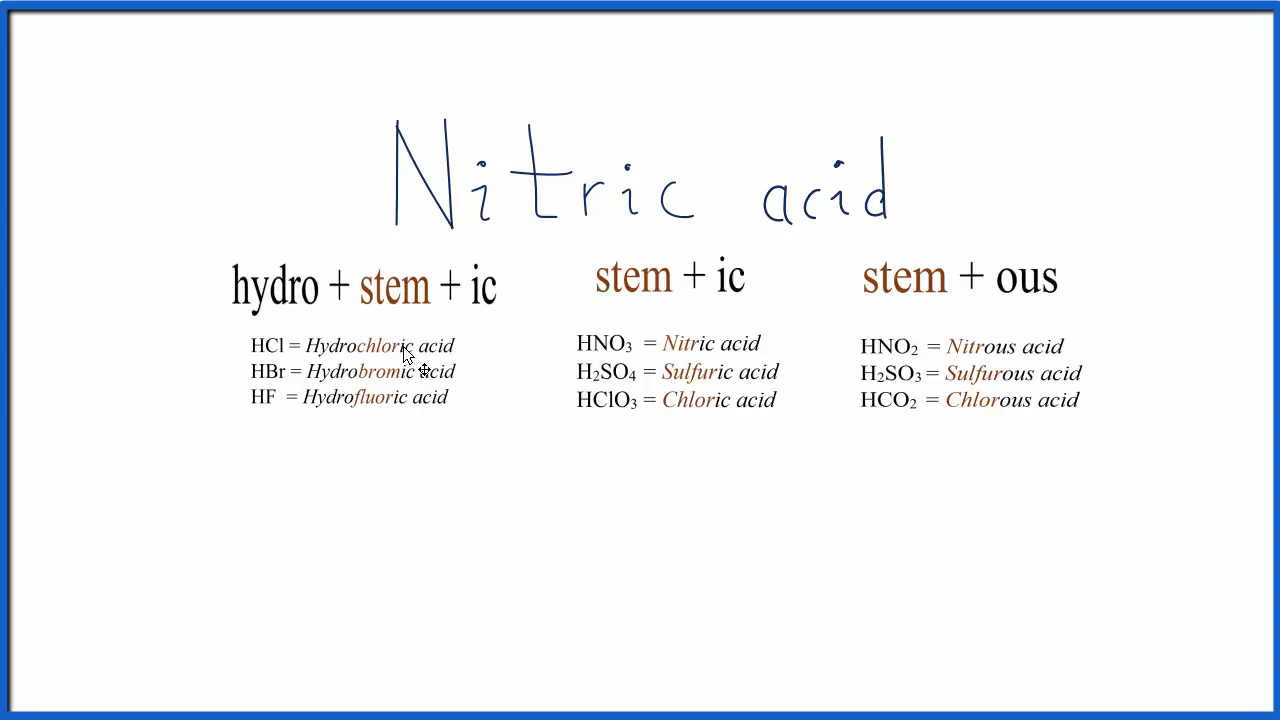 Nitric acid
hydro + stem + ic
HCl = Hydrochloric acid
HBr = Hydrobromic acid
HF = Hydrofluoric acid
stem + ic
HNO₃ = Nitric acid
H₂SO₄ = Sulfuric acid
HClO₃ = Chloric acid
stem + ous
HNO₂ = Nitrous acid
H₂SO₃ = Sulfurous acid
HCO₂ = Chlorous acid